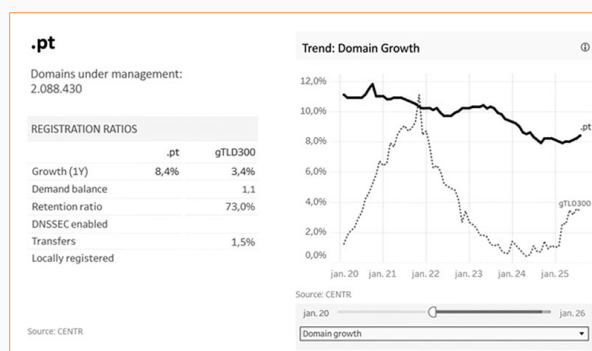 .pt
Domains under management:
2.088.430
REGISTRATION RATIOS
.pt gTLD300
Growth (1Y) 8,4% 3,4%
Demand balance 1,1
Retention ratio 73,0%
DNSSEC enabled
Transfers 1,5%
Locally registered
Source: CENTR
Trend: Domain Growth
12,0%
10,0%
8,0%
6,0%
4,0%
2,0%
0,0%
.pt
gTLD300
jan. 20 jan. 21 jan. 22 jan. 23 jan. 24 jan. 25
Source: CENTR
jan. 20 jan. 26
Domain growth